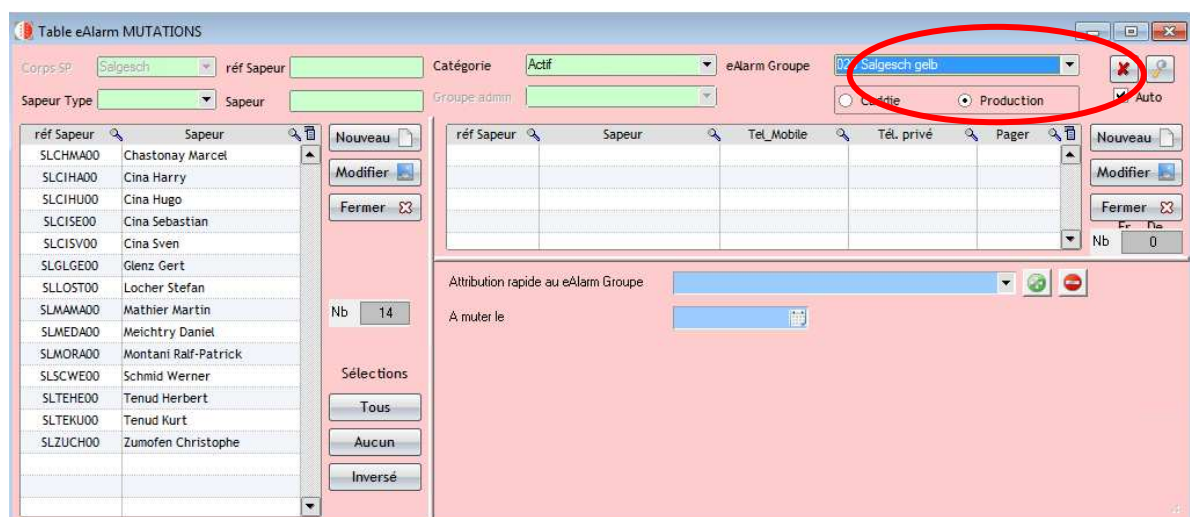 Table eAlarm MUTATIONS
Corps SP Salgesch réf Sapeur Catégorie Actif eAlarm Groupe Salgesch gelb
Sapeur Type Sapeur Groupe admin Caddie Production Auto
réf Sapeur Sapeur Nouveau
SLCHMA00 Chastonay Marcel
SLCIHA00 Cina Harry Modifier
SLCIHU00 Cina Hugo Fermer
SLCISE00 Cina Sebastian
SLCISV00 Cina Sven
SLGLGE00 Glenz Gert
SLLOST00 Locher Stefan
SLMAMA00 Mathier Martin Nb 14
SLMEDA00 Meichtry Daniel
SLMORA00 Montani Ralf-Patrick
SLSCWE00 Schmid Werner Sélections
SLTEHE00 Tenud Herbert Tous
SLTEKU00 Tenud Kurt
SLZUCH00 Zumofen Christophe Aucun
Inversé
réf Sapeur Sapeur Tel_Mobile Tél. privé Pager Nouveau
Modifier
Fermer
Nb 0
Attribution rapide au eAlarm Groupe
A muter le